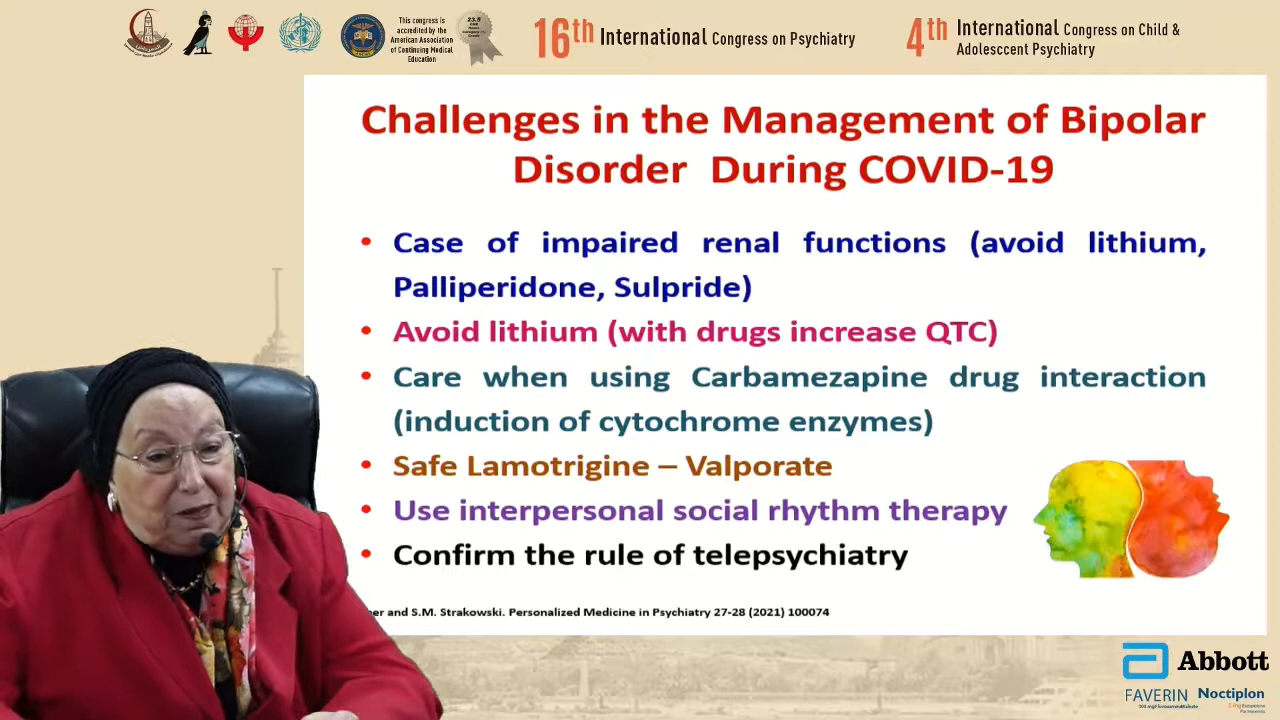 This congress is
accredited by the
American Association
of Continuing Medical
Education
23.5
16th International Congress on Psychiatry
4th International Congress on Child &
Adolesccent Psychiatry
Challenges in the Management of Bipolar
Disorder During COVID-19
• Case of impaired renal functions (avoid lithium,
Palliperidone, Sulpride)
• Avoid lithium (with drugs increase QTC)
• Care when using Carbamezapine drug interaction
(induction of cytochrome enzymes)
• Safe Lamotrigine – Valporate
• Use interpersonal social rhythm therapy
• Confirm the rule of telepsychiatry
and S.M. Strakowski. Personalized Medicine in Psychiatry 27-28 (2021) 100074
Abbott
FAVERIN Noctiplon